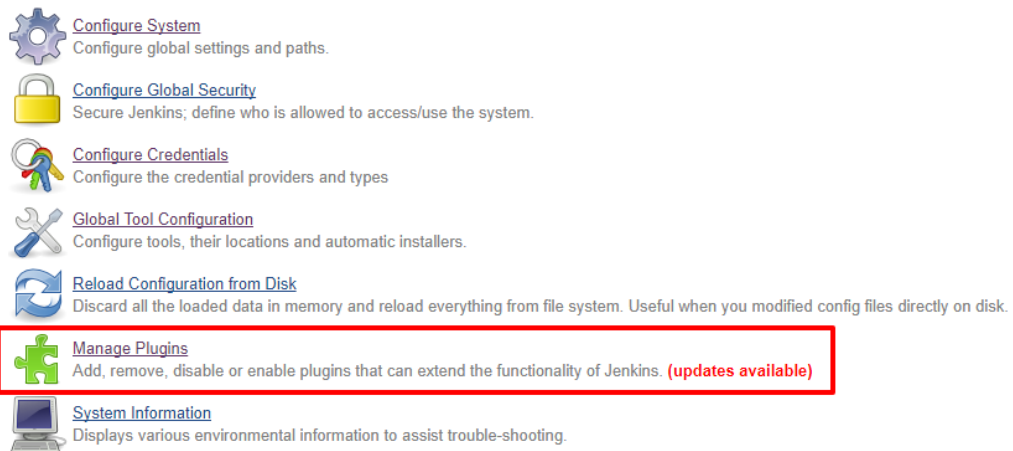 Configure System
Configure global settings and paths.
Configure Global Security
Secure Jenkins; define who is allowed to access/use the system.
Configure Credentials
Configure the credential providers and types
Global Tool Configuration
Configure tools, their locations and automatic installers.
Reload Configuration from Disk
Discard all the loaded data in memory and reload everything from file system. Useful when you modified config files directly on disk.
Manage Plugins
Add, remove, disable or enable plugins that can extend the functionality of Jenkins. (updates available)
System Information
Displays various environmental information to assist trouble-shooting.